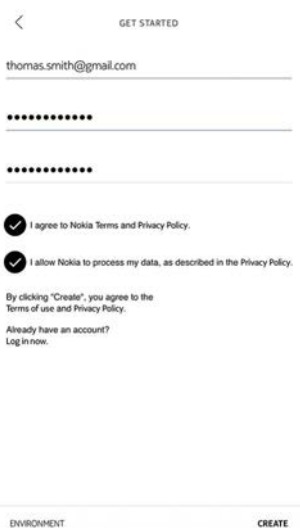 GET STARTED
thomas.smith@gmail.com
••••••••••••
••••••••••••
I agree to Nokia Terms and Privacy Policy.
I allow Nokia to process my data, as described in the Privacy Policy.
By clicking "Create", you agree to the
Terms of use and Privacy Policy.
Already have an account?
Log in now.
ENVIRONMENT
CREATE